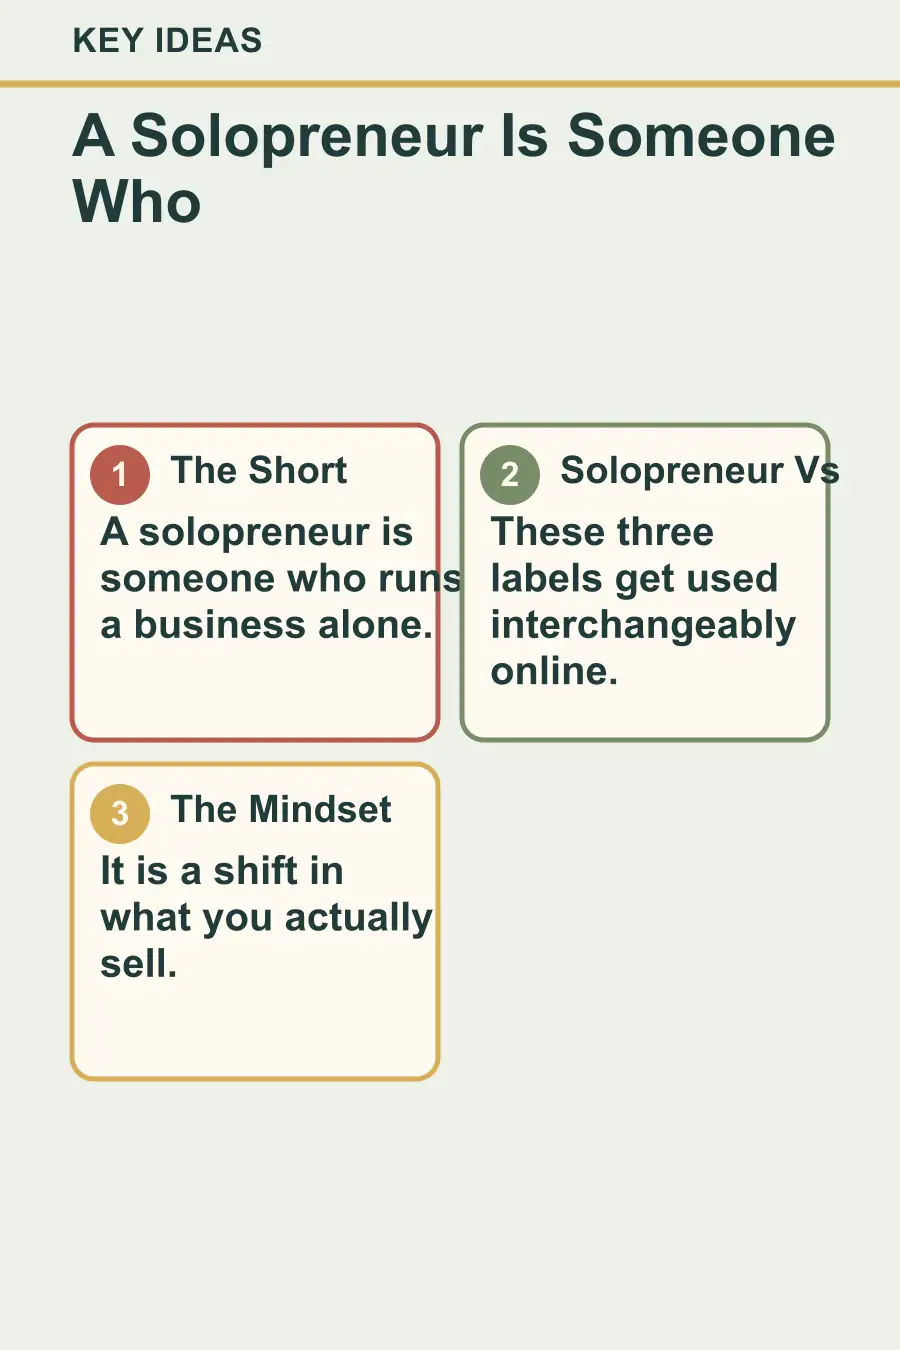 KEY IDEAS
A Solopreneur Is Someone
Who
1 The Short
A solopreneur is
someone who runs
a business alone.
2 Solopreneur Vs
These three
labels get used
interchangeably
online.
3 The Mindset
It is a shift in
what you actually
sell.